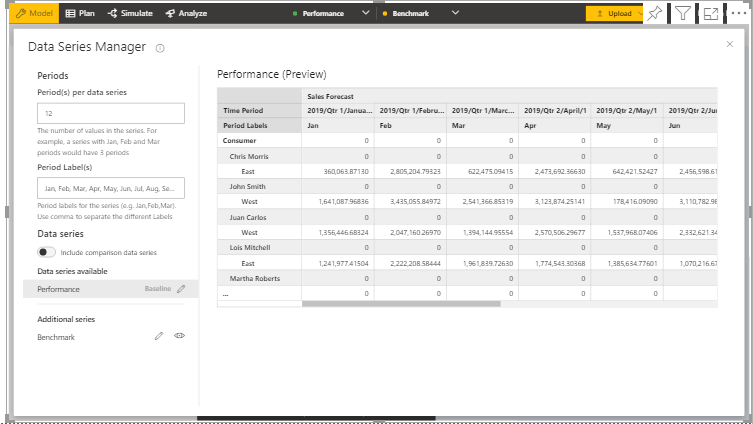 Model Plan Simulate Analyze Performance Benchmark Upload
Data Series Manager
Periods
Period(s) per data series
12
The number of values in the series. For
example, a series with Jan, Feb and Mar
periods would have 3 periods
Period Label(s)
Jan, Feb, Mar, Apr, May, Jun, Jul, Aug, Se...
Period labels for the series (e.g. Jan,Feb,Mar).
Use comma to separate the different Labels
Data series
Include comparison data series
Data series available
Performance Baseline
Additional series
Benchmark
Performance (Preview)
Sales Forecast
Time Period 2019/Qtr 1/Janua... 2019/Qtr 1/Febru... 2019/Qtr 1/Marc... 2019/Qtr 2/April/1 2019/Qtr 2/May/1 2019/Qtr 2/Ju
Period Labels Jan Feb Mar Apr May Jun
Consumer 0 0 0 0 0
Chris Morris 0 0 0 0 0
East 360,063.87130 2,805,204.79323 622,475.09415 2,473,692.36630 642,421.52427 2,456,598.61
John Smith 0 0 0 0 0
West 1,641,087.96836 3,435,055.84972 2,541,366.85319 3,123,874.25141 178,416.09090 3,110,782.96
Juan Carlos 0 0 0 0 0
West 1,356,446.68324 2,047,160.26970 1,394,144.95554 2,570,506.29677 1,537,968.07406 2,332,621.34
Lois Mitchell 0 0 0 0 0
East 1,241,977.41504 2,222,208.58444 1,961,839.72630 1,774,543.30368 1,385,634.77601 1,070,216.67
Martha Roberts 0 0 0 0 0
... 0 0 0 0 0